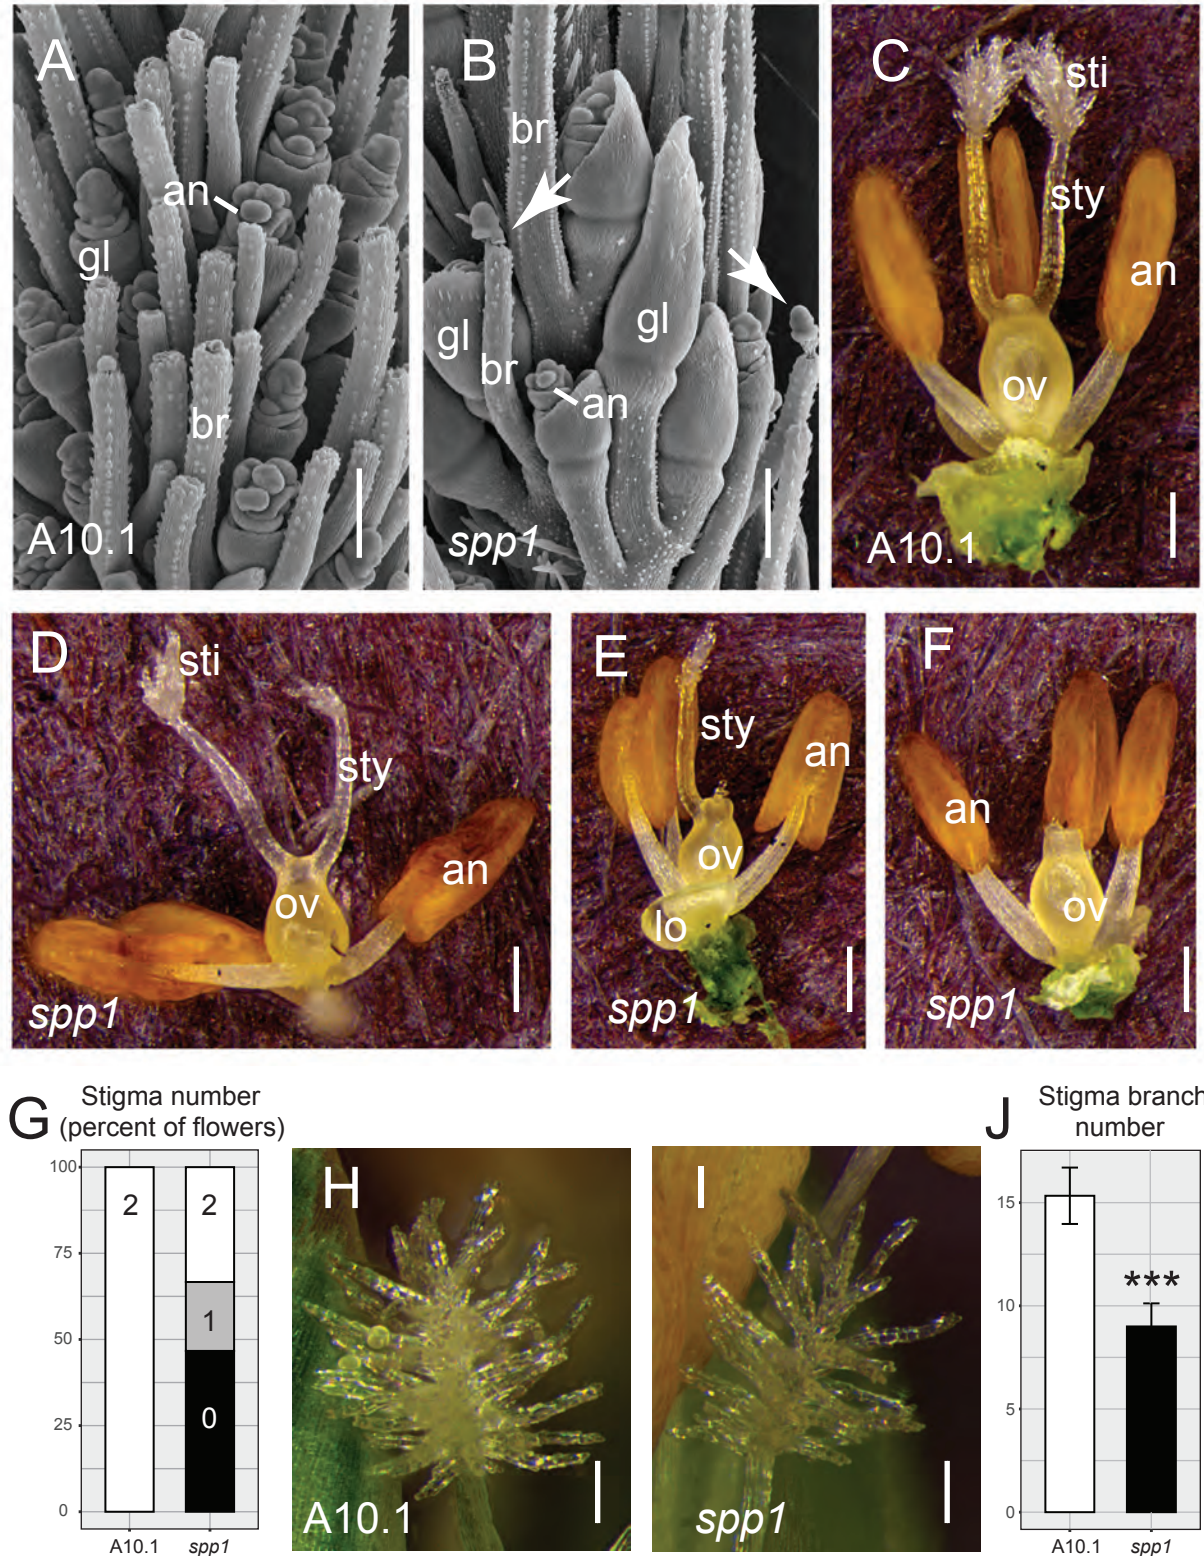 A
an
gl
br
A10.1
B
br
gl
gl
br
an
spp1
C
sti
sty
an
ov
A10.1
D
sti
sty
an
ov
spp1
E
sty
an
ov
lo
spp1
F
an
ov
spp1
G
Stigma number
(percent of flowers)
100
75
50
25
0
2
2
1
0
A10.1
spp1
H
A10.1
I
spp1
J
Stigma branch
number
15
10
5
0
***
A10.1
spp1